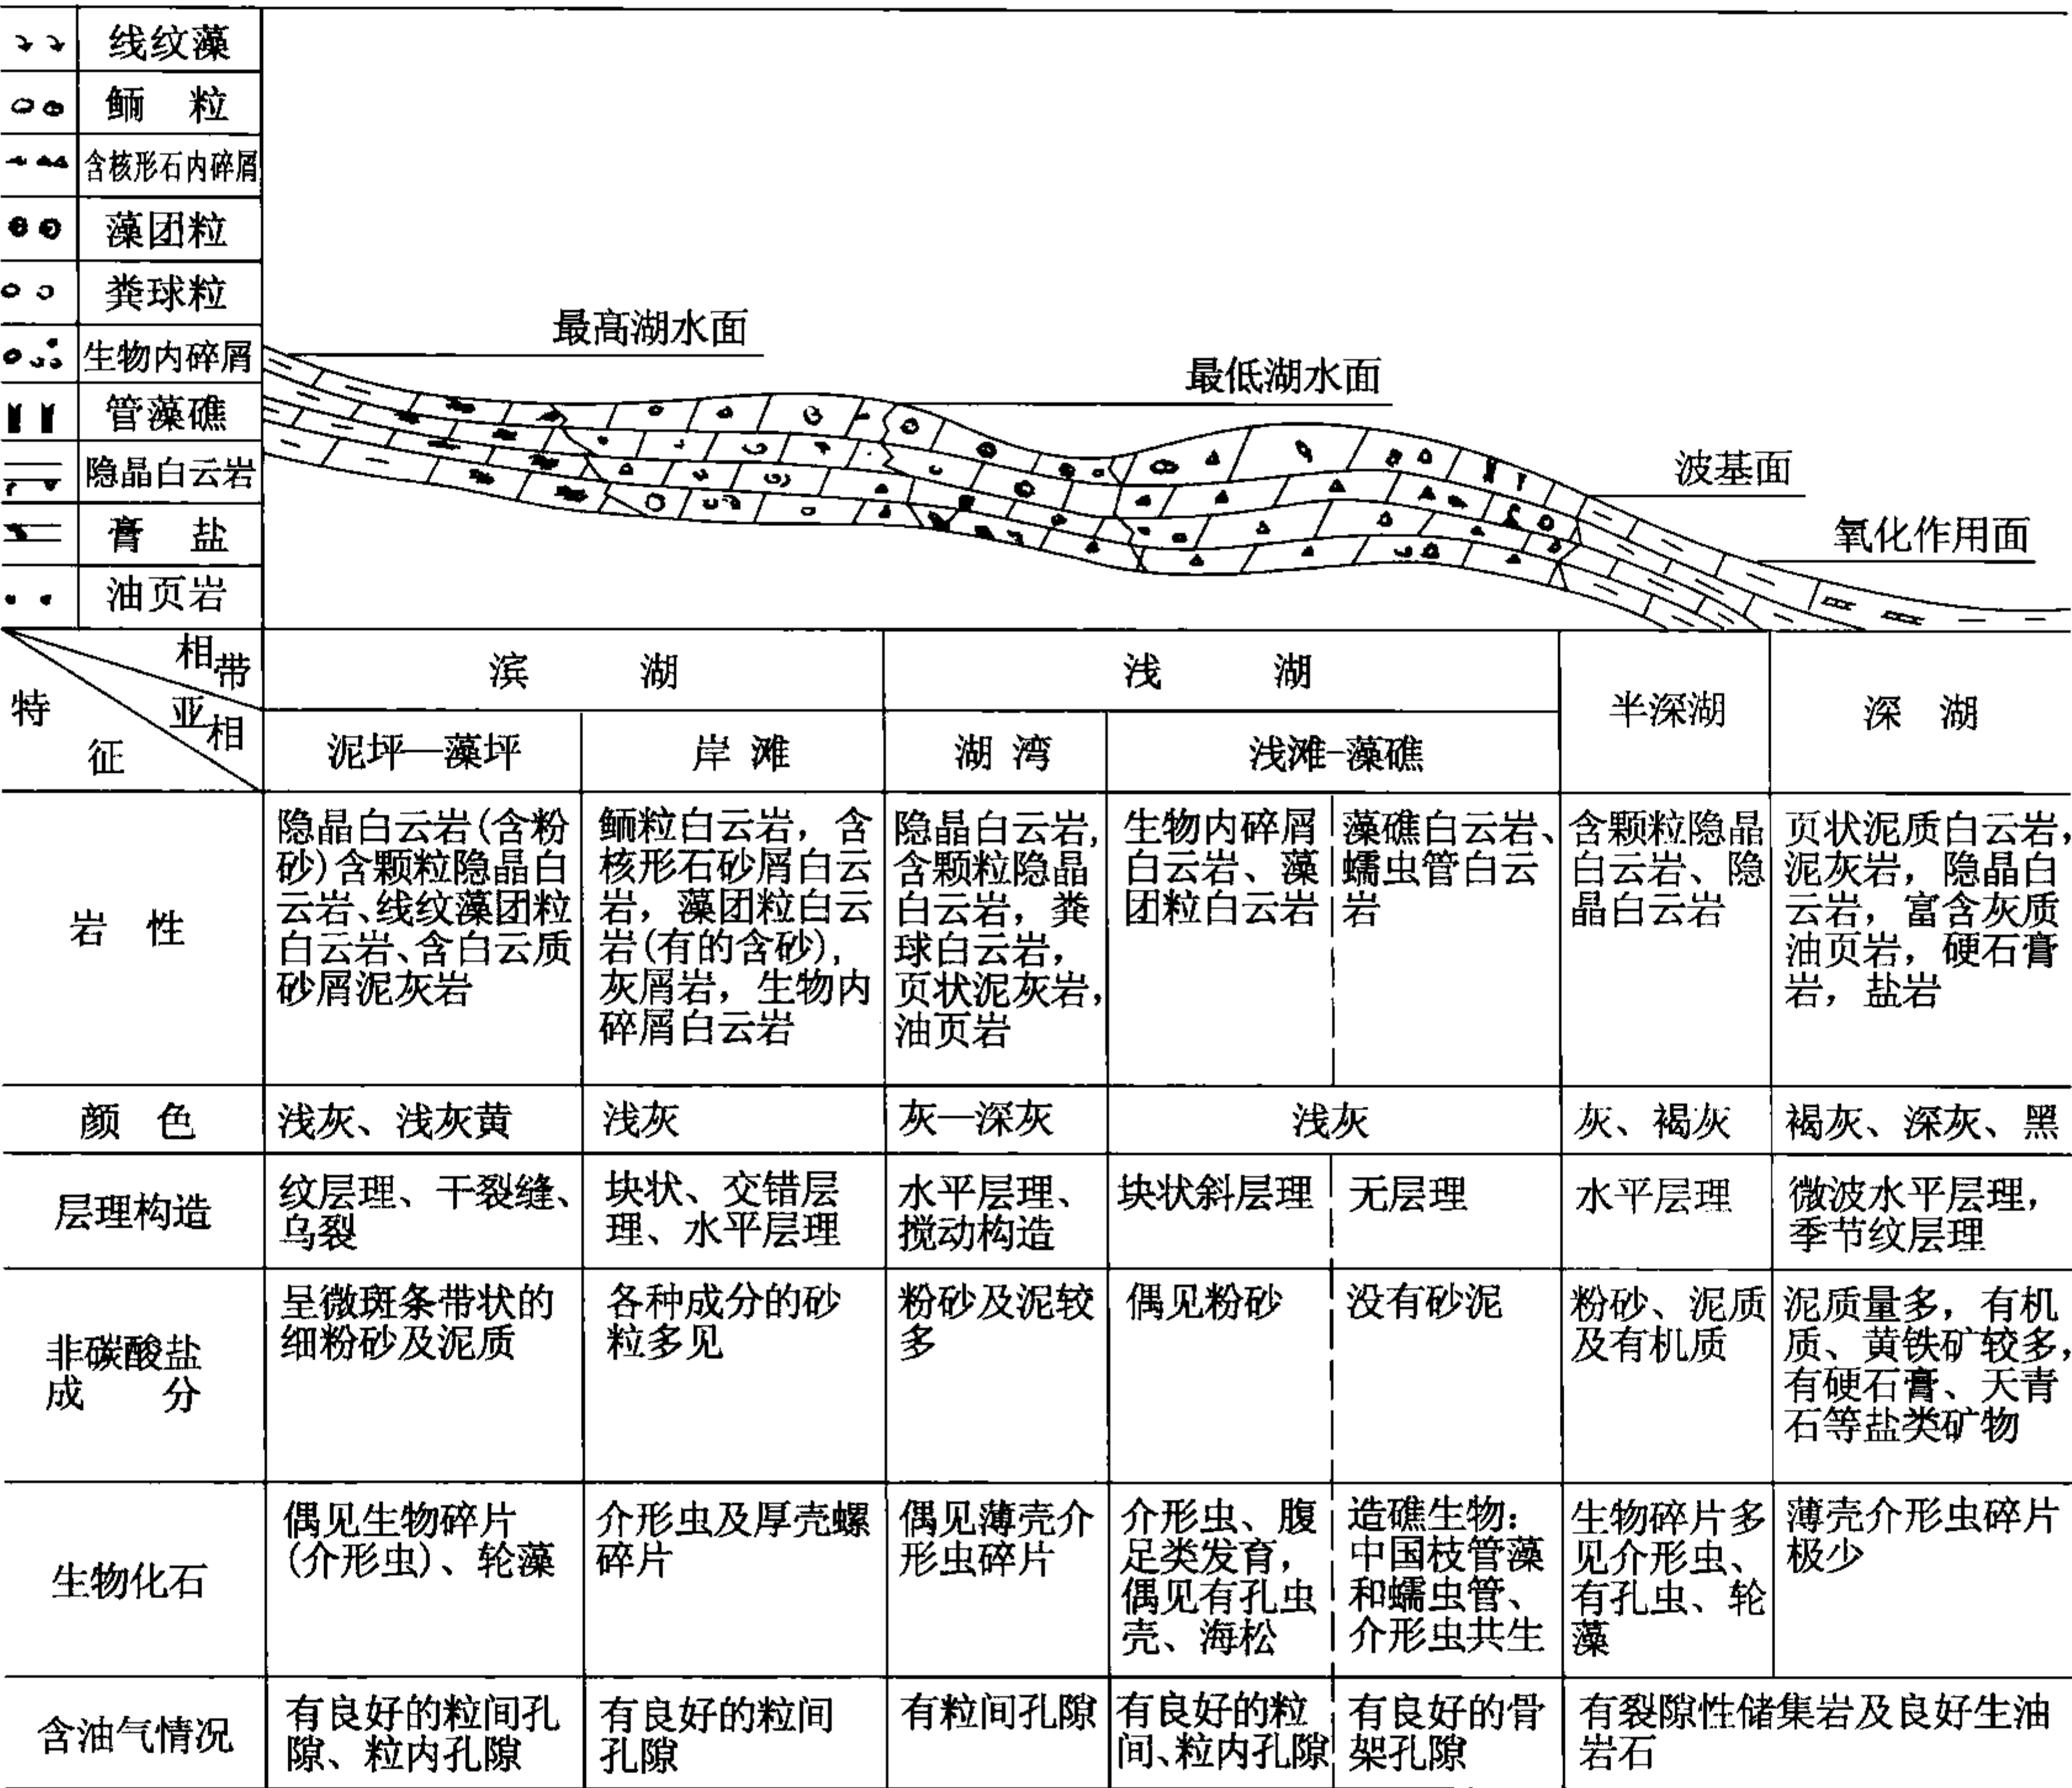 线纹藻
鲕 粒
含核形石内碎屑
藻团粒
粪球粒
生物内碎屑
管藻礁
隐晶白云岩
膏 盐
油页岩
最高湖水面
最低湖水面
波基面
氧化作用面
相带
亚相
特征
滨 湖
浅 湖
半深湖
深 湖
泥坪—藻坪
岸 滩
湖 湾
浅滩-藻礁
岩 性
隐晶白云岩(含粉
砂)含颗粒隐晶白
云岩、线纹藻团粒
白云岩、含白云质
砂屑泥灰岩
鲕粒白云岩，含
核形石砂屑白云
岩，藻团粒白云
岩(有的含砂),
灰屑岩，生物内
碎屑白云岩
隐晶白云岩,
含颗粒隐晶
白云岩，粪
球白云岩，
页状泥灰岩,
油页岩
生物内碎屑
白云岩、藻
团粒白云岩
藻礁白云岩、
蠕虫管白云
岩
含颗粒隐晶
白云岩、隐
晶白云岩
页状泥质白云岩,
泥灰岩，隐晶白
云岩，富含灰质
油页岩，硬石膏
岩，盐岩
颜 色
浅灰、浅灰黄
浅灰
灰—深灰
浅灰
灰、褐灰
褐灰、深灰、黑
层理构造
纹层理、干裂缝、
鸟裂
块状、交错层
理、水平层理
水平层理、
搅动构造
块状斜层理
无层理
水平层理
微波水平层理，
季节纹层理
非碳酸盐
成 分
呈微斑条带状的
细粉砂及泥质
各种成分的砂
粒多见
粉砂及泥较
多
偶见粉砂
没有砂泥
粉砂、泥质
及有机质
泥质量多，有机
质、黄铁矿较多,
有硬石膏、天青
石等盐类矿物
生物化石
偶见生物碎片
(介形虫)、轮藻
介形虫及厚壳螺
碎片
偶见薄壳介
形虫碎片
介形虫、腹
足类发育，
偶见有孔虫
壳、海松
造礁生物：
中国枝管藻
和蠕虫管、
介形虫共生
生物碎片多
见介形虫、
有孔虫、轮
藻
薄壳介形虫碎片
极少
含油气情况
有良好的粒间孔
隙、粒内孔隙
有良好的粒间
孔隙
有粒间孔隙
有良好的粒
间、粒内孔隙
有良好的骨
架孔隙
有裂隙性储集岩及良好生油
岩石